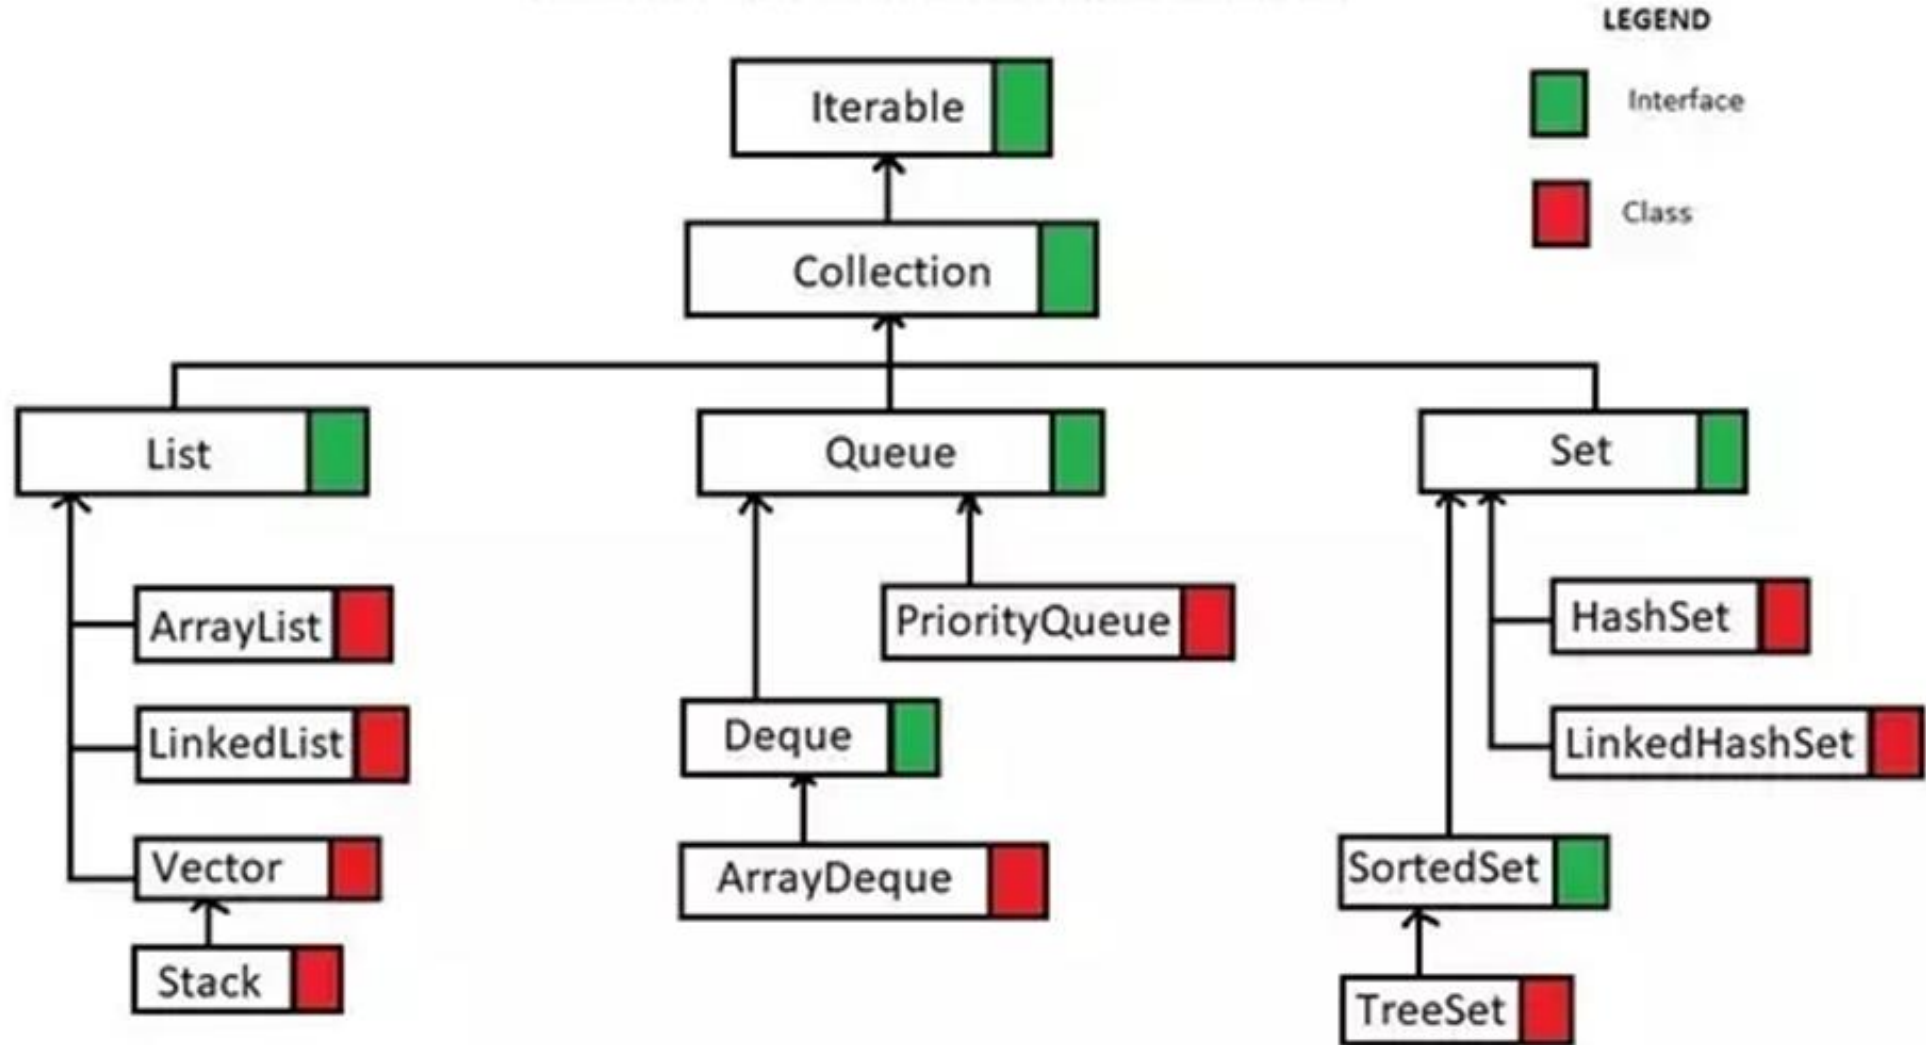 LEGEND
Iterable
Interface
Collection
Class
List
Queue
Set
ArrayList
PriorityQueue
HashSet
LinkedList
Deque
LinkedHashSet
Vector
ArrayDeque
SortedSet
Stack
TreeSet